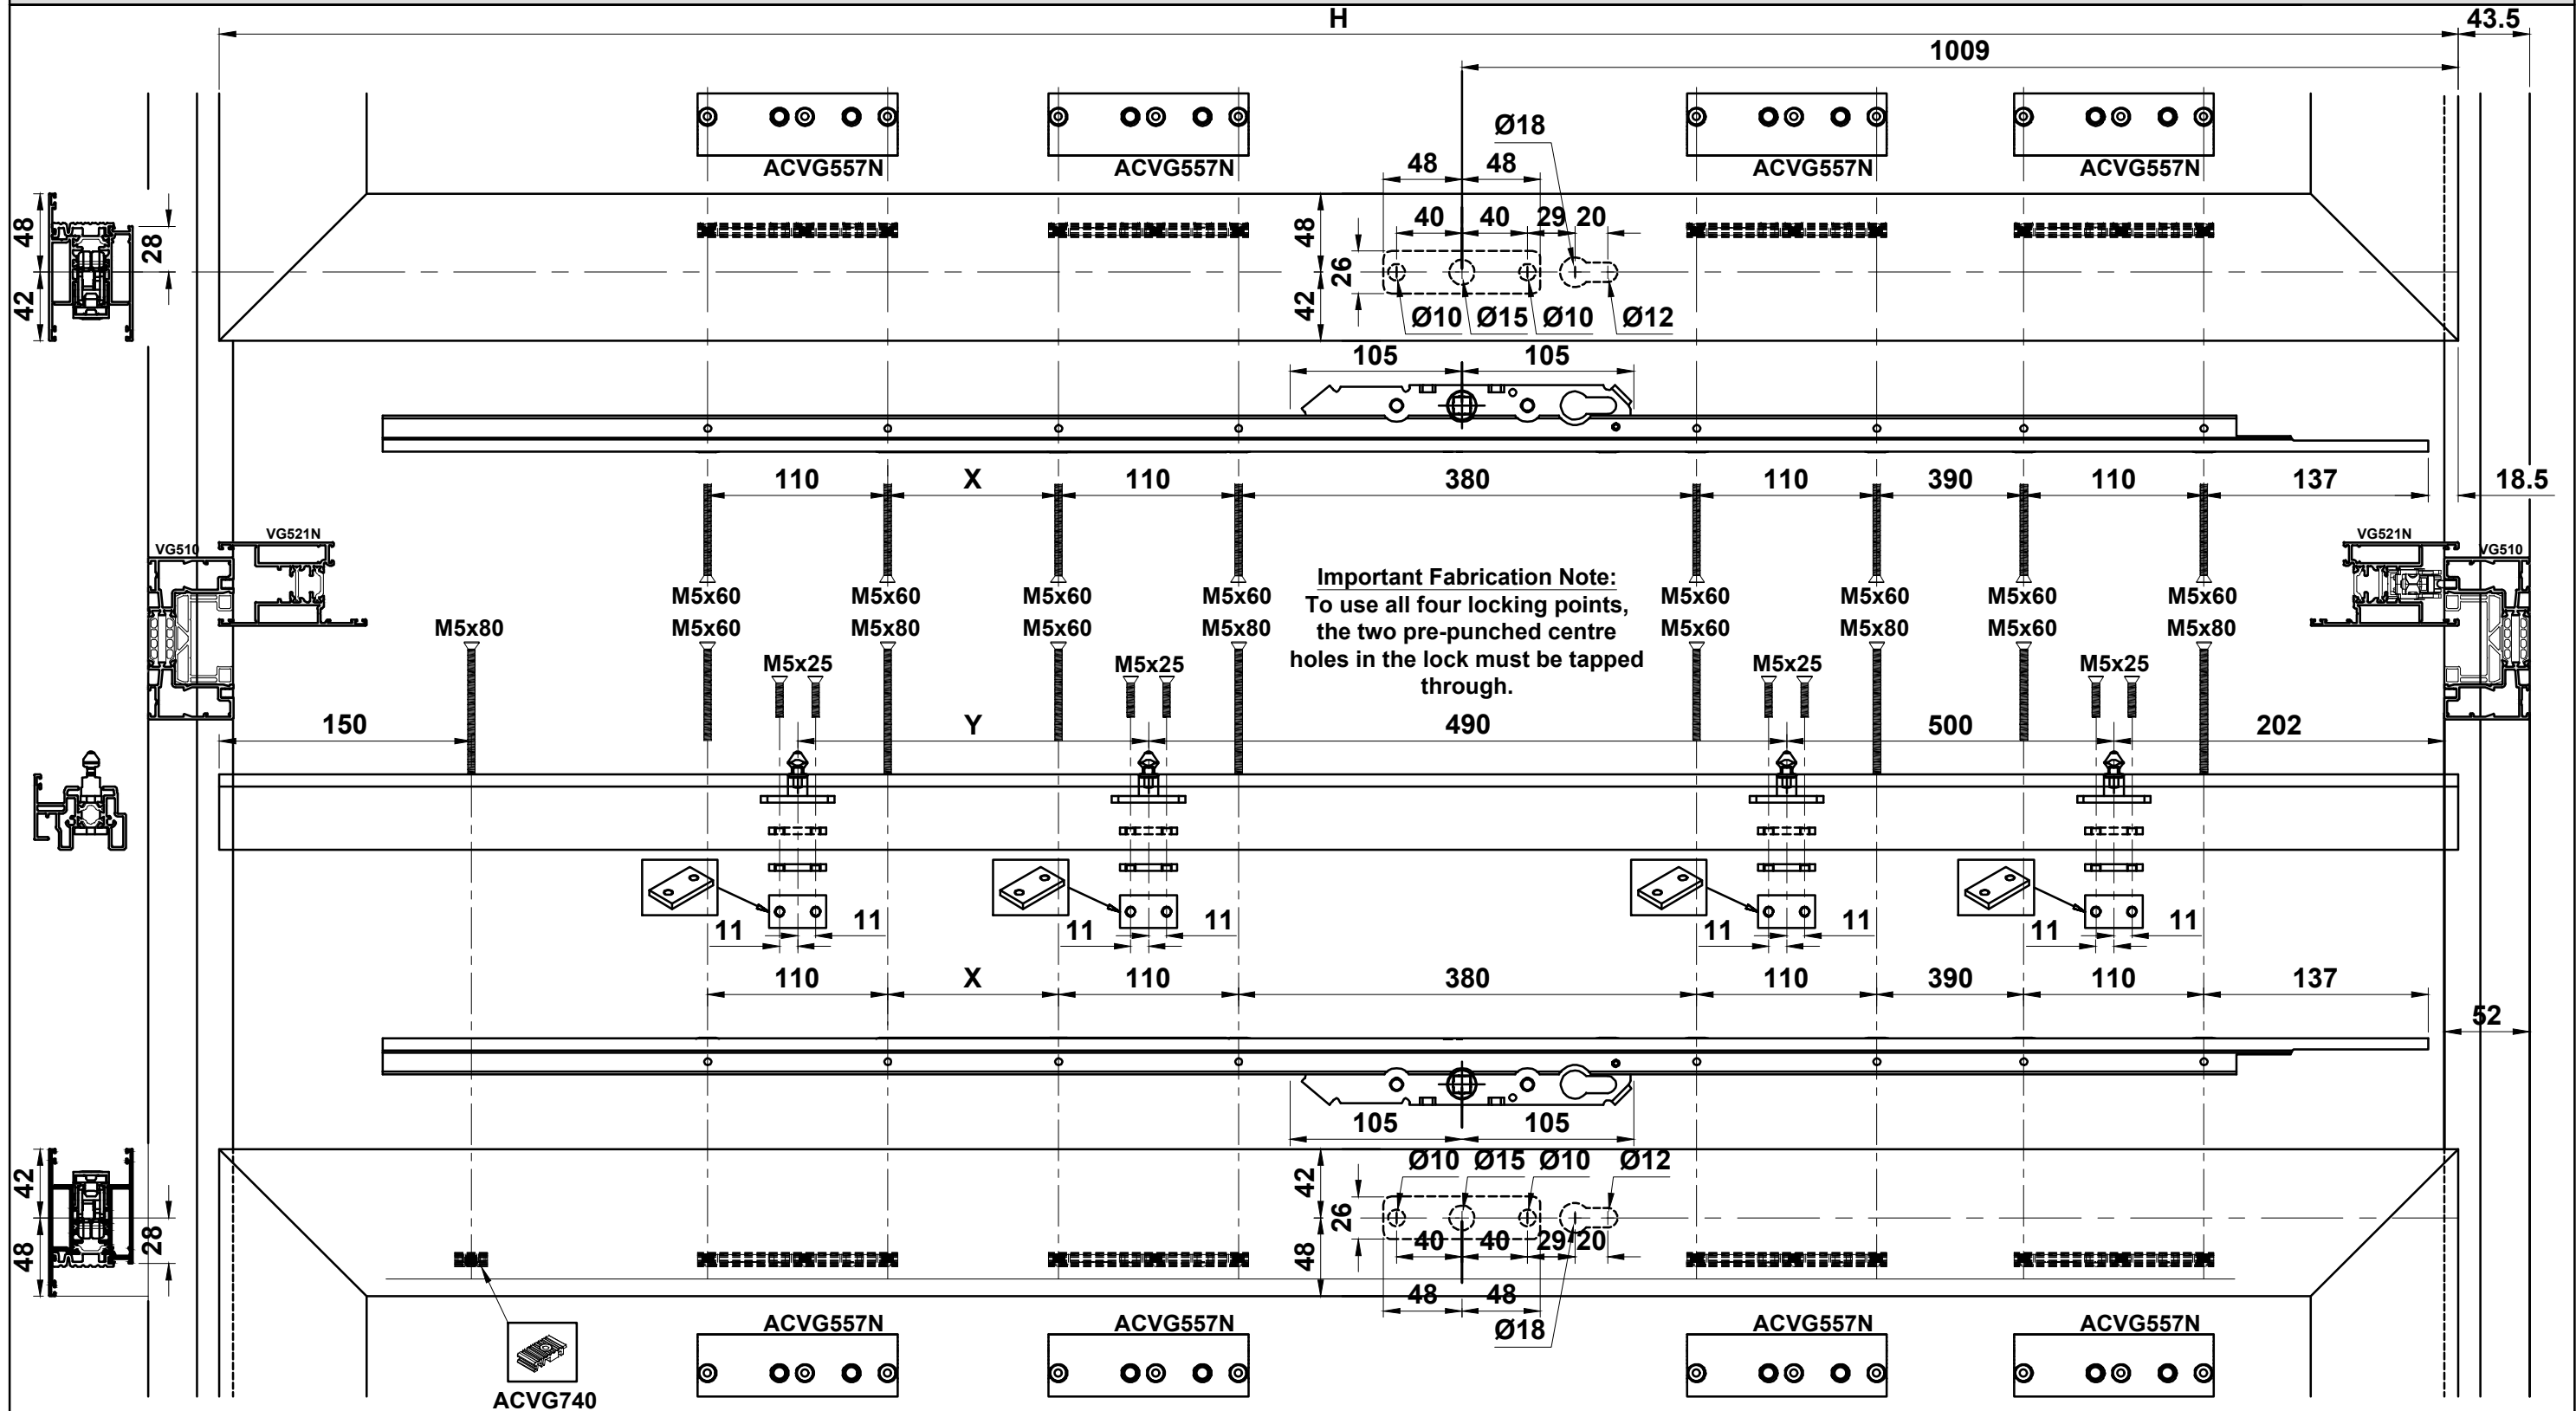 H
43.5
1009
ACVG557N ACVG557N ACVG557N ACVG557N
Ø18
48 48
48 28 42
48 42
26
40 40 29 20
Ø10 Ø15 Ø10 Ø12
105 105
110 X 110 380 110 390 110 137 18.5
VG510 VG521N VG521N VG510
M5x60 M5x60 M5x60 M5x60 M5x60 M5x60 M5x60 M5x60
M5x80 M5x60 M5x80 M5x60 M5x80 M5x60 M5x80 M5x60 M5x80
M5x25 M5x25 M5x25 M5x25
Important Fabrication Note:
To use all four locking points,
the two pre-punched centre
holes in the lock must be tapped
through.
150 Y 490 500 202
11 11 11 11 11 11 11 11
110 X 110 380 110 390 110 137
52
105 105
Ø10 Ø15 Ø10 Ø12
42 28 48
42 48
26
40 40 29 20
48 48
Ø18
ACVG557N ACVG557N ACVG557N ACVG557N
ACVG740